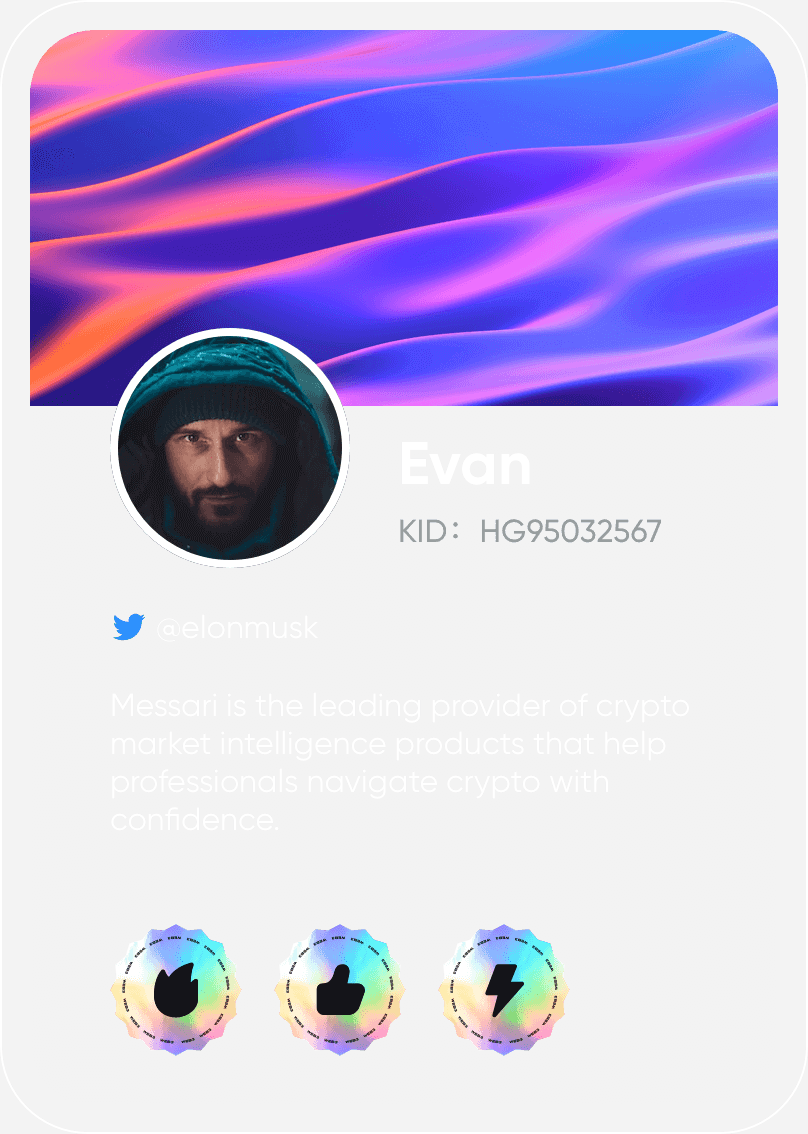 Evan
KID： HG95032567
@elonmusk
Messari is the leading provider of crypto
market intelligence products that help
professionals navigate crypto with
confidence.